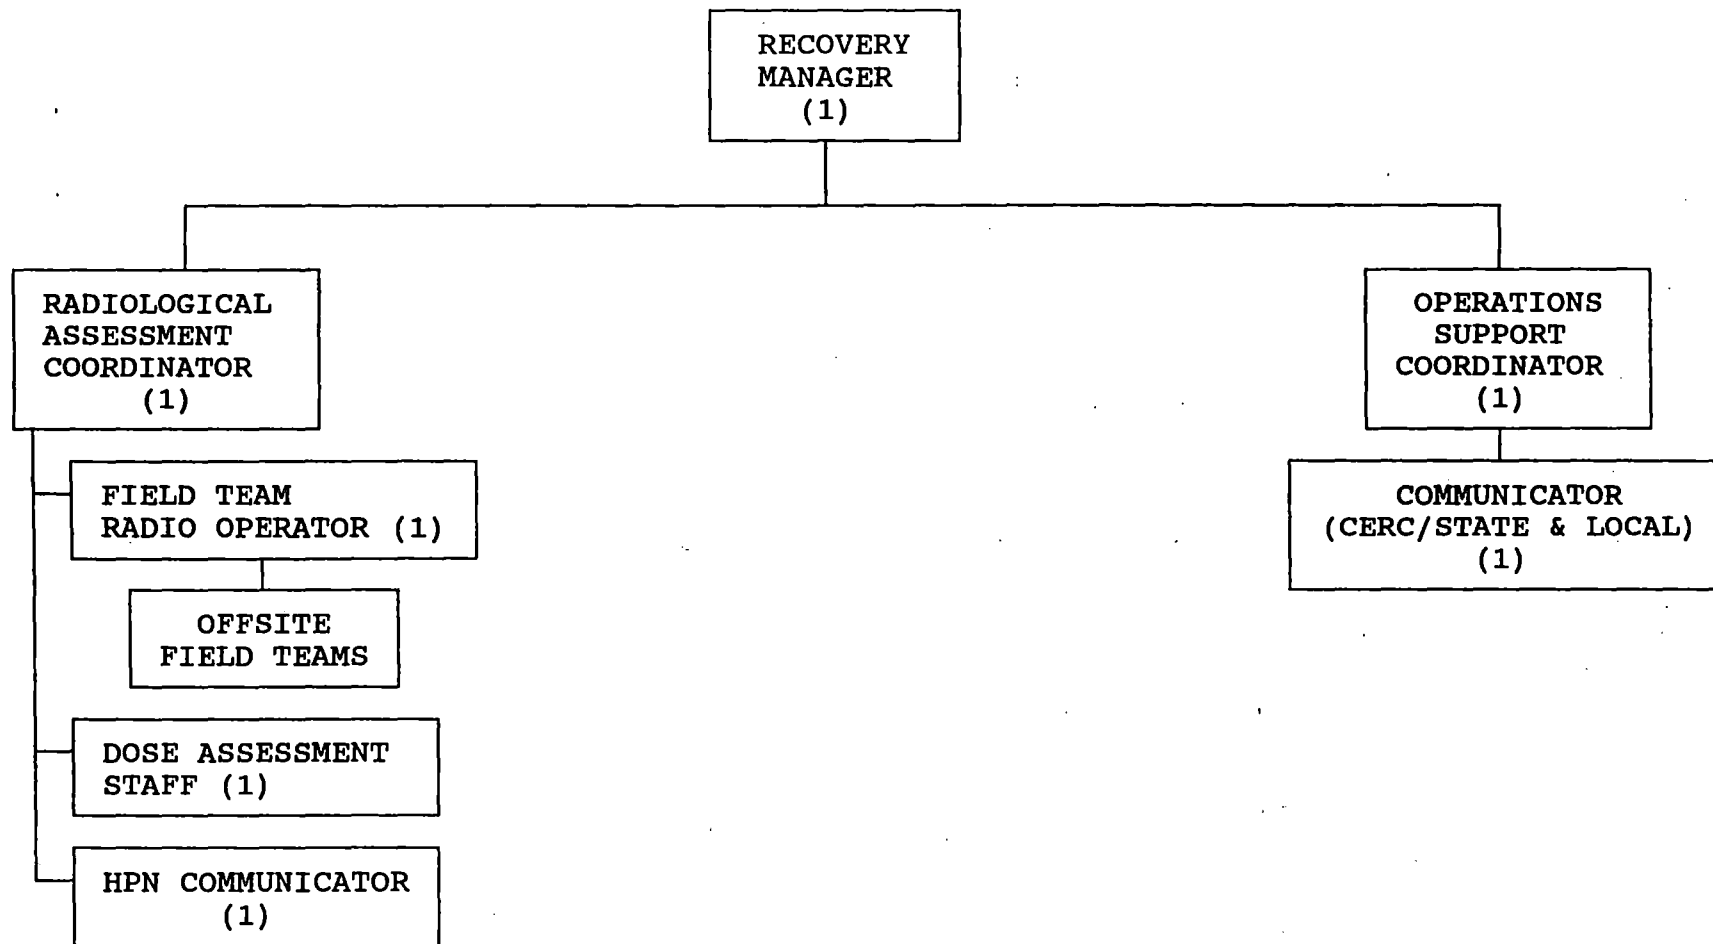 RECOVERY
MANAGER
(1)
RADIOLOGICAL
ASSESSMENT
COORDINATOR
(1)
OPERATIONS
SUPPORT
COORDINATOR
(1)
FIELD TEAM
RADIO OPERATOR (1)
COMMUNICATOR
(CERC/STATE & LOCAL)
(1)
OFFSITE
FIELD TEAMS
DOSE ASSESSMENT
STAFF (1)
HPN COMMUNICATOR
(1)